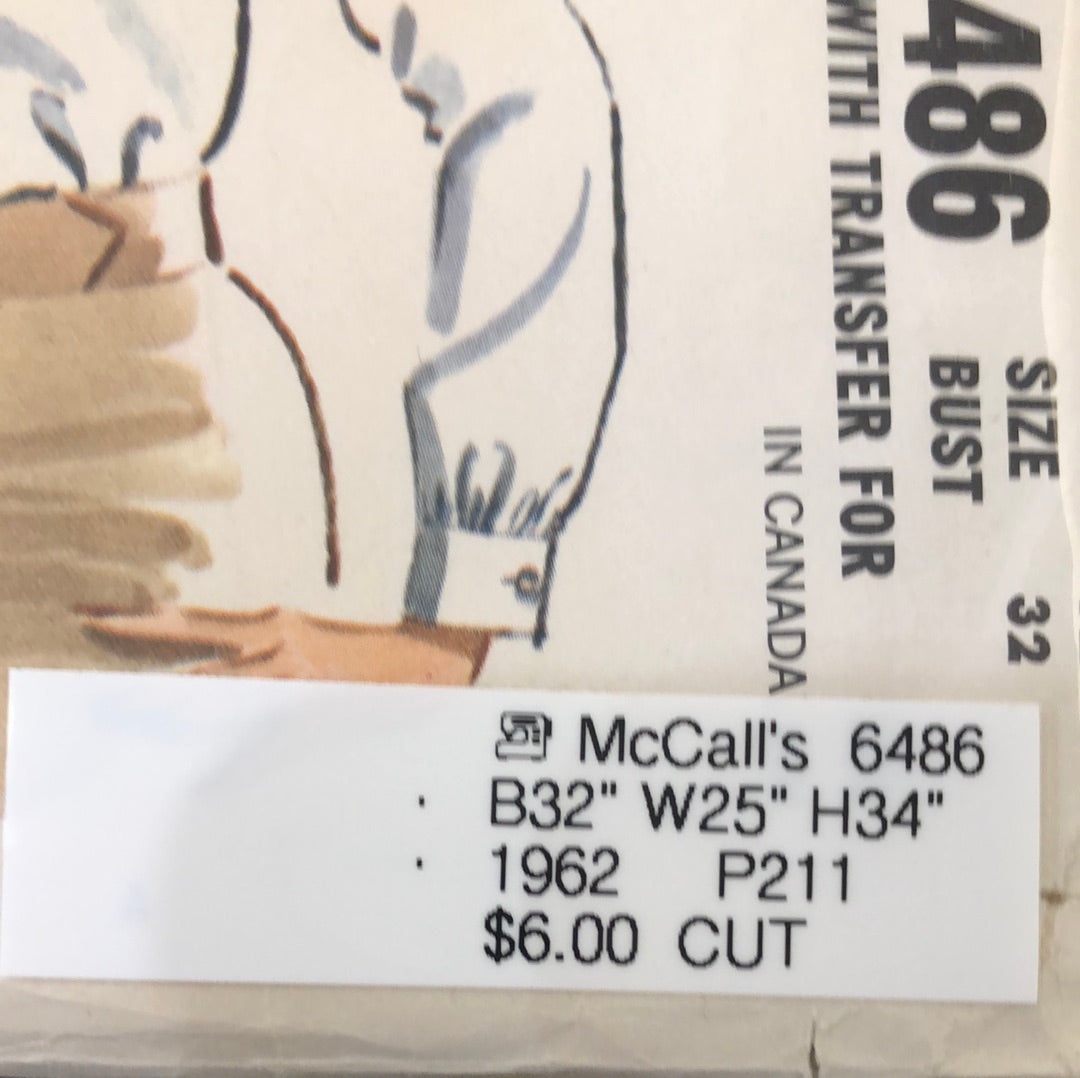 486
WITH TRANSFER FOR
IN CANADA
SIZE 32
BUST
McCall's 6486
B32" W25" H34"
1962 P211
$6.00 CUT